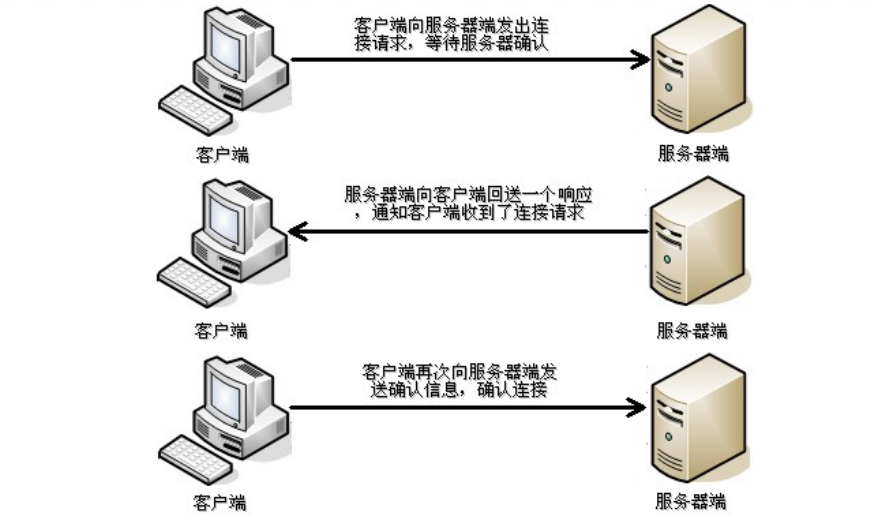 客户端向服务器端发出连
接请求，等待服务器确认
客户端
服务器端
服务器端向客户端回送一个响应
，通知客户端收到了连接请求
客户端
服务器端
客户端再次向服务器端发
送确认信息，确认连接
客户端
服务器端